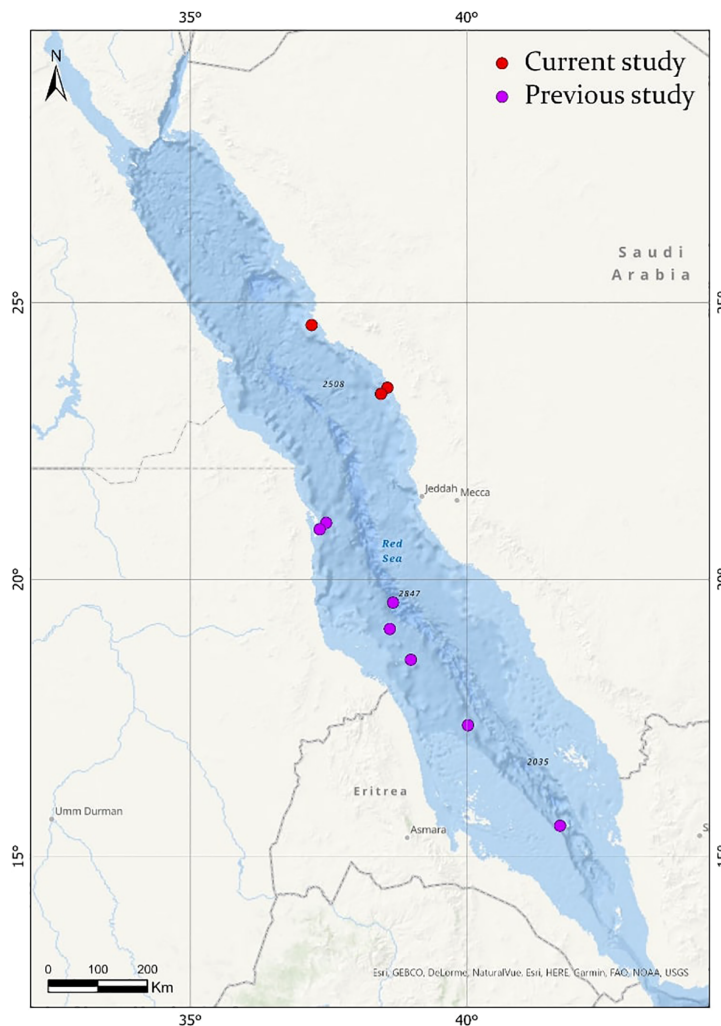 35°
40°
N
Current study
Previous study
Saudi
Arabia
25°
2508
Jeddah
Mecca
Red
Sea
20°
2847
2035
Eritrea
Umm Durman
Asmara
15°
15°
0
100
200
Km
Esri, GEBCO, DeLorme, NaturalVue. Esri, HERE, Garmin, FAO, NOAA, USGS
35°
40°